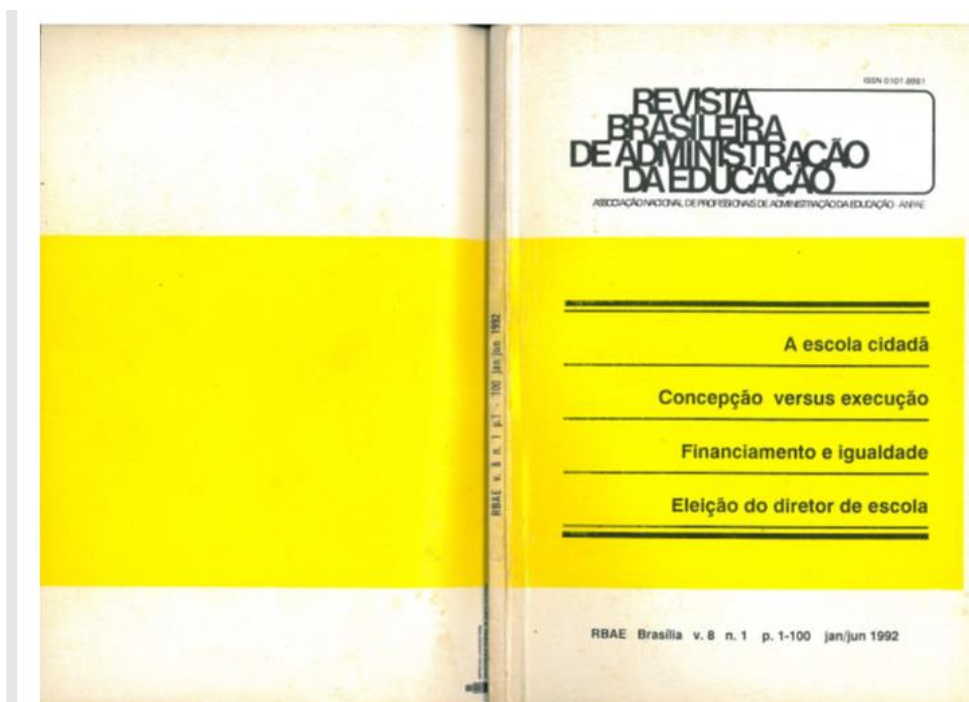 ISSN 0101.8981
REVISTA
BRASILEIRA
DE ADMINISTRAÇÃO
DA EDUCAÇÃO
ASSOCIAÇÃO NACIONAL DE PROFISSIONAIS DE ADMINISTRAÇÃO DA EDUCAÇÃO - ANPAE
A escola cidadã
Concepção versus execução
Financiamento e igualdade
Eleição do diretor de escola
RBAE Brasília v. 8 n. 1 p. 1-100 jan/jun 1992
RBAE v. 8 n. 1 p.1 - 100 jan/jun 1992